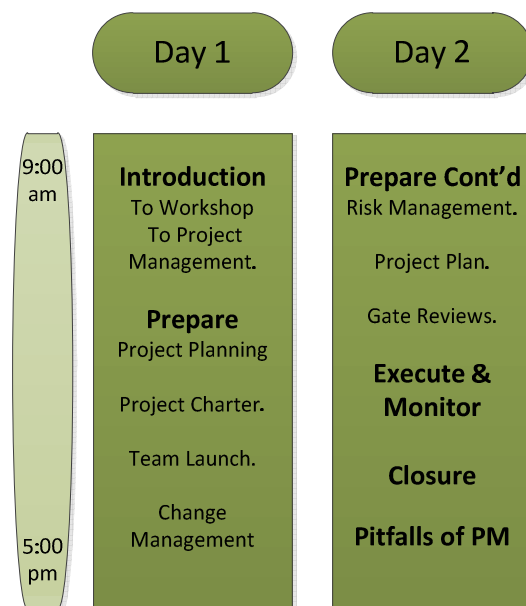 Day 1
Day 2
9:00
am
5:00
pm
Introduction
To Workshop
To Project
Management.
Prepare
Project Planning
Project Charter.
Team Launch.
Change
Management
Prepare Cont’d
Risk Management.
Project Plan.
Gate Reviews.
Execute &
Monitor
Closure
Pitfalls of PM